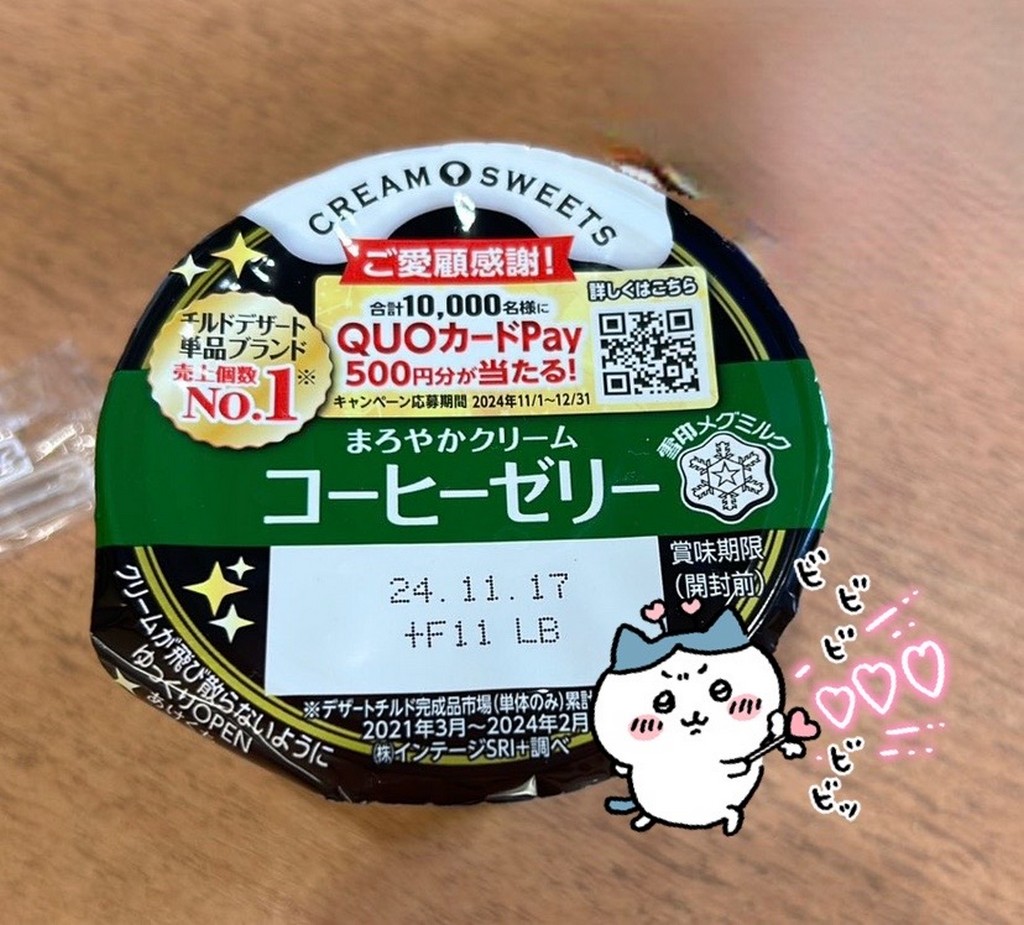 CREAM SWEETS
ご愛顧感謝!
合計10,000名様に
QUOカードPay
500円分が当たる!
キャンペーン応募期間 2024年11/1~12/31
詳しくはこちら
チルドデザート
単品ブランド
売上個数※
No.1
まろやかクリーム
コーヒーゼリー
雪印メグミルク
賞味期限
(開封前)
24.11.17
+F11 LB
※デザートチルド完成品市場(単体のみ)累計
2021年3月~2024年2月
㈱インテージSRI+調べ
クリームが飛び散らないように
ゆっくりOPEN
ビ
ビ
ビ
ビ
ビッ